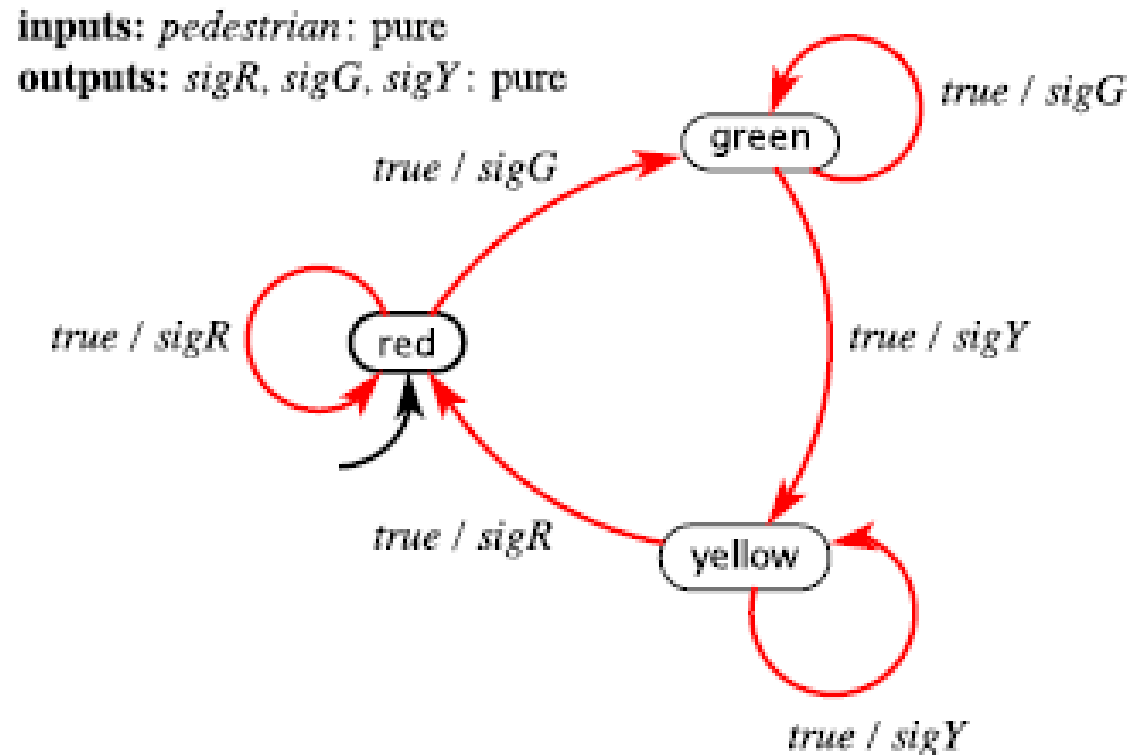 inputs: pedestrian: pure
outputs: sigR, sigG, sigY: pure
true / sigG
green
true / sigG
true / sigR
red
true / sigY
true / sigR
yellow
true / sigY